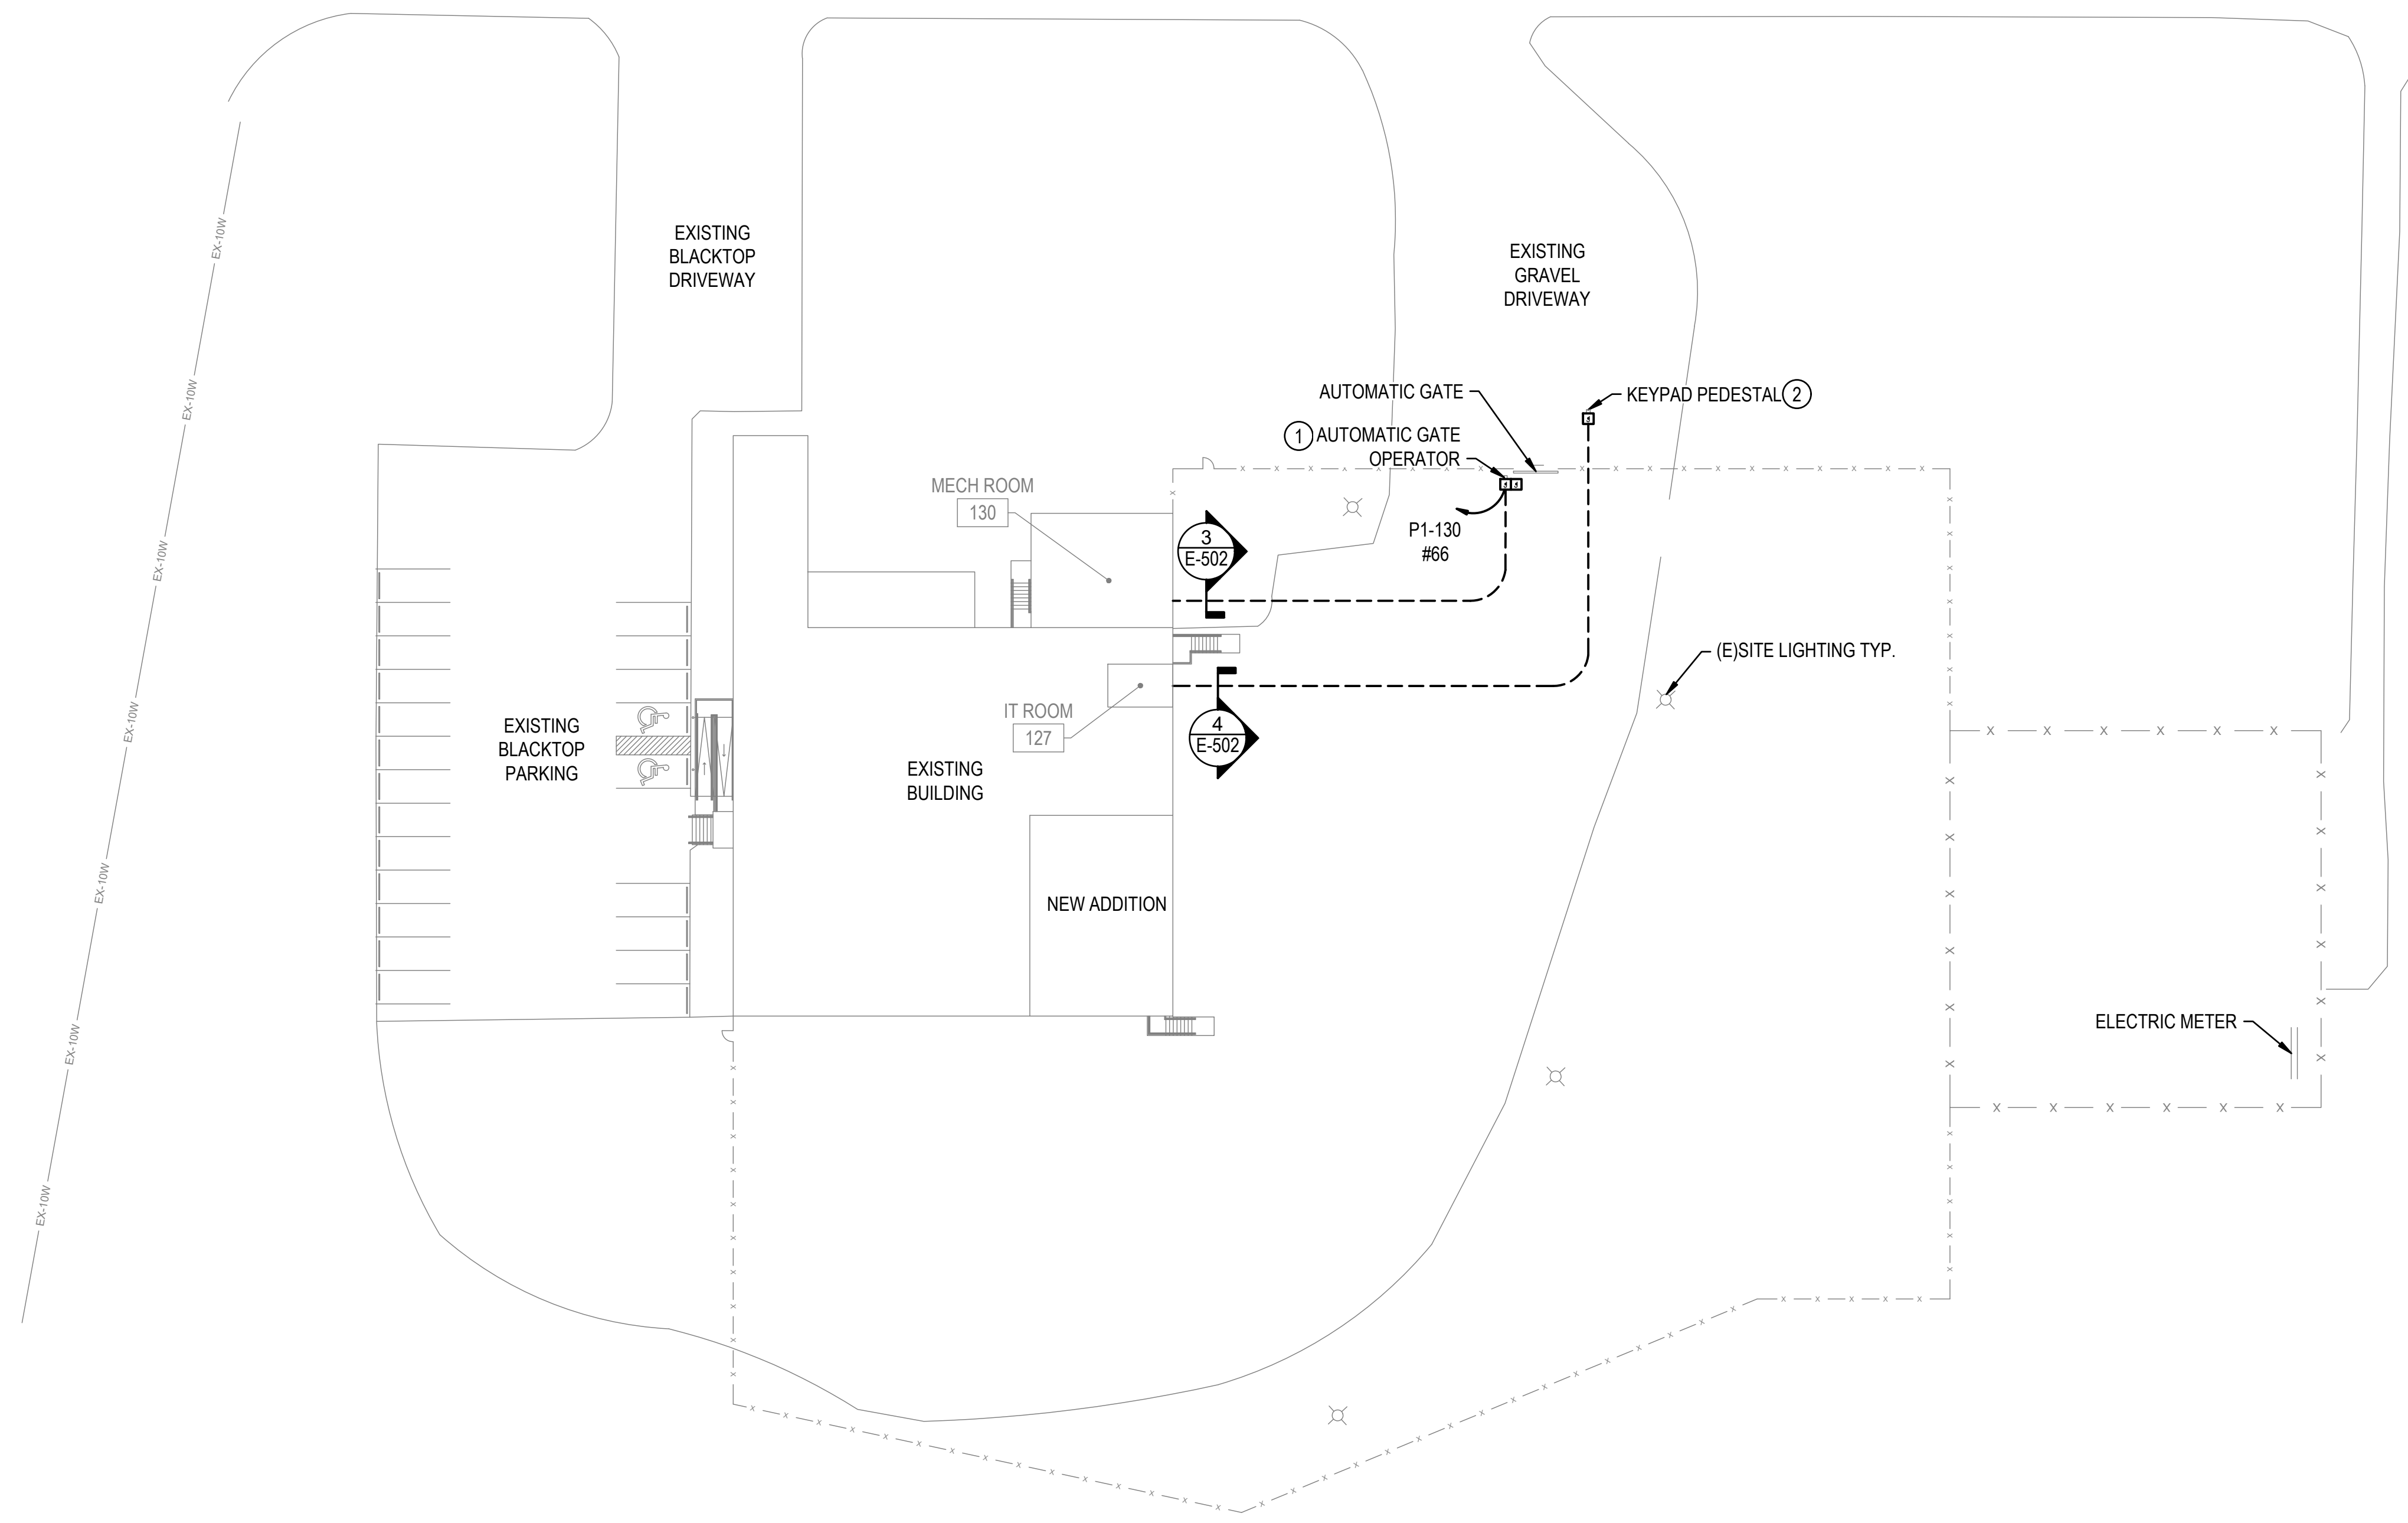 EXISTING
BLACKTOP
DRIVEWAY
EXISTING
GRAVEL
DRIVEWAY
EX-10W
EX-10W
EX-10W
EX-10W
EX-10W
EX-10W
EX-10W
AUTOMATIC GATE
KEYPAD PEDESTAL 2
1 AUTOMATIC GATE
OPERATOR
MECH ROOM
130
P1-130
#66
3
E-502
(E)SITE LIGHTING TYP.
IT ROOM
127
4
E-502
EXISTING
BLACKTOP
PARKING
EXISTING
BUILDING
NEW ADDITION
ELECTRIC METER